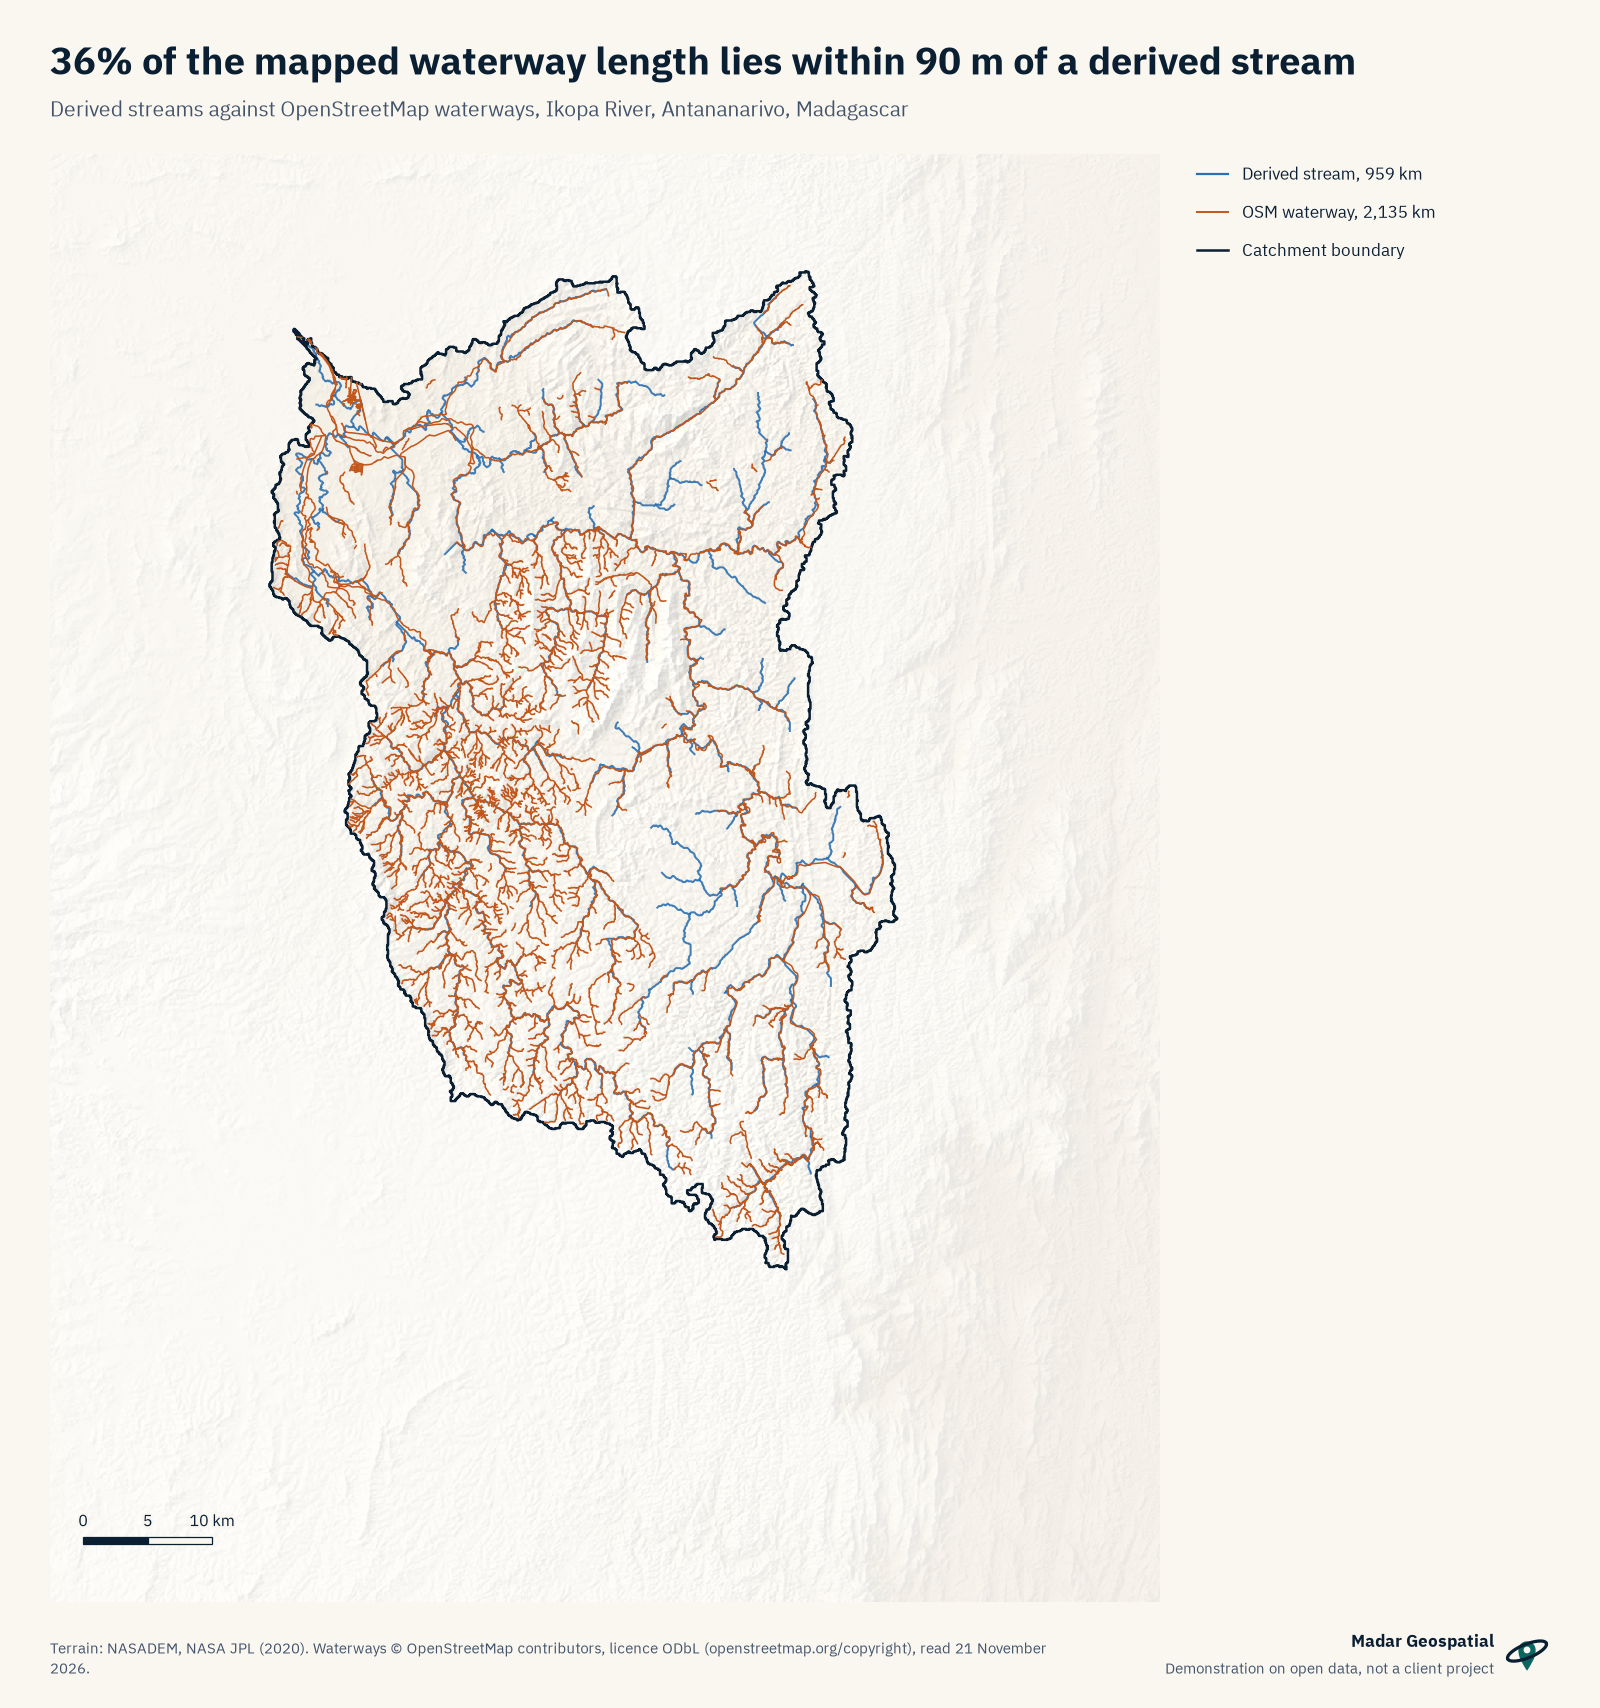 36% of the mapped waterway length lies within 90 m of a derived stream
Derived streams against OpenStreetMap waterways, Ikopa River, Antananarivo, Madagascar
Derived stream, 959 km
OSM waterway, 2,135 km
Catchment boundary
0 5 10 km
Terrain: NASADEM, NASA JPL (2020). Waterways © OpenStreetMap contributors, licence ODbL (openstreetmap.org/copyright), read 21 November
2026.
Madar Geospatial
Demonstration on open data, not a client project